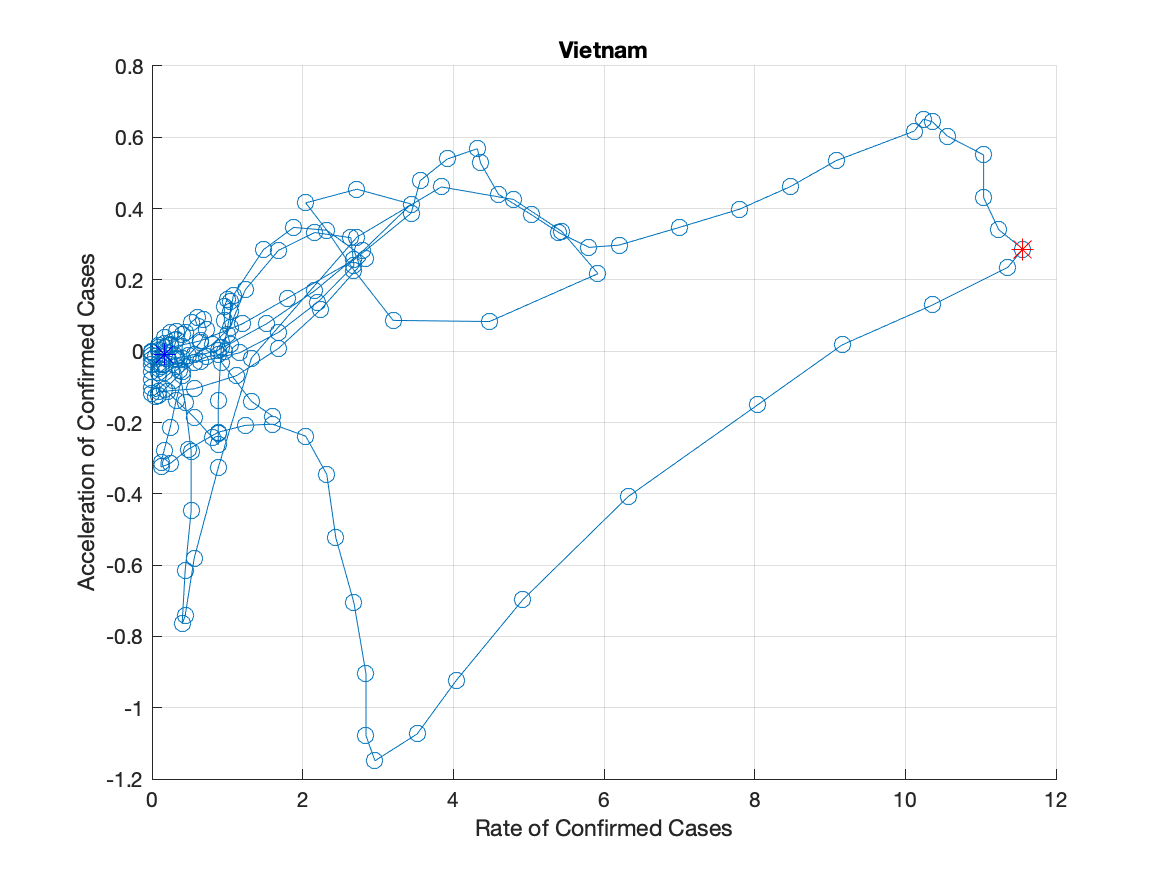 Vietnam
0.8
0.6
0.4
0.2
0
-0.2
-0.4
-0.6
-0.8
-1
-1.2
Acceleration of Confirmed Cases
0 2 4 6 8 10 12
Rate of Confirmed Cases